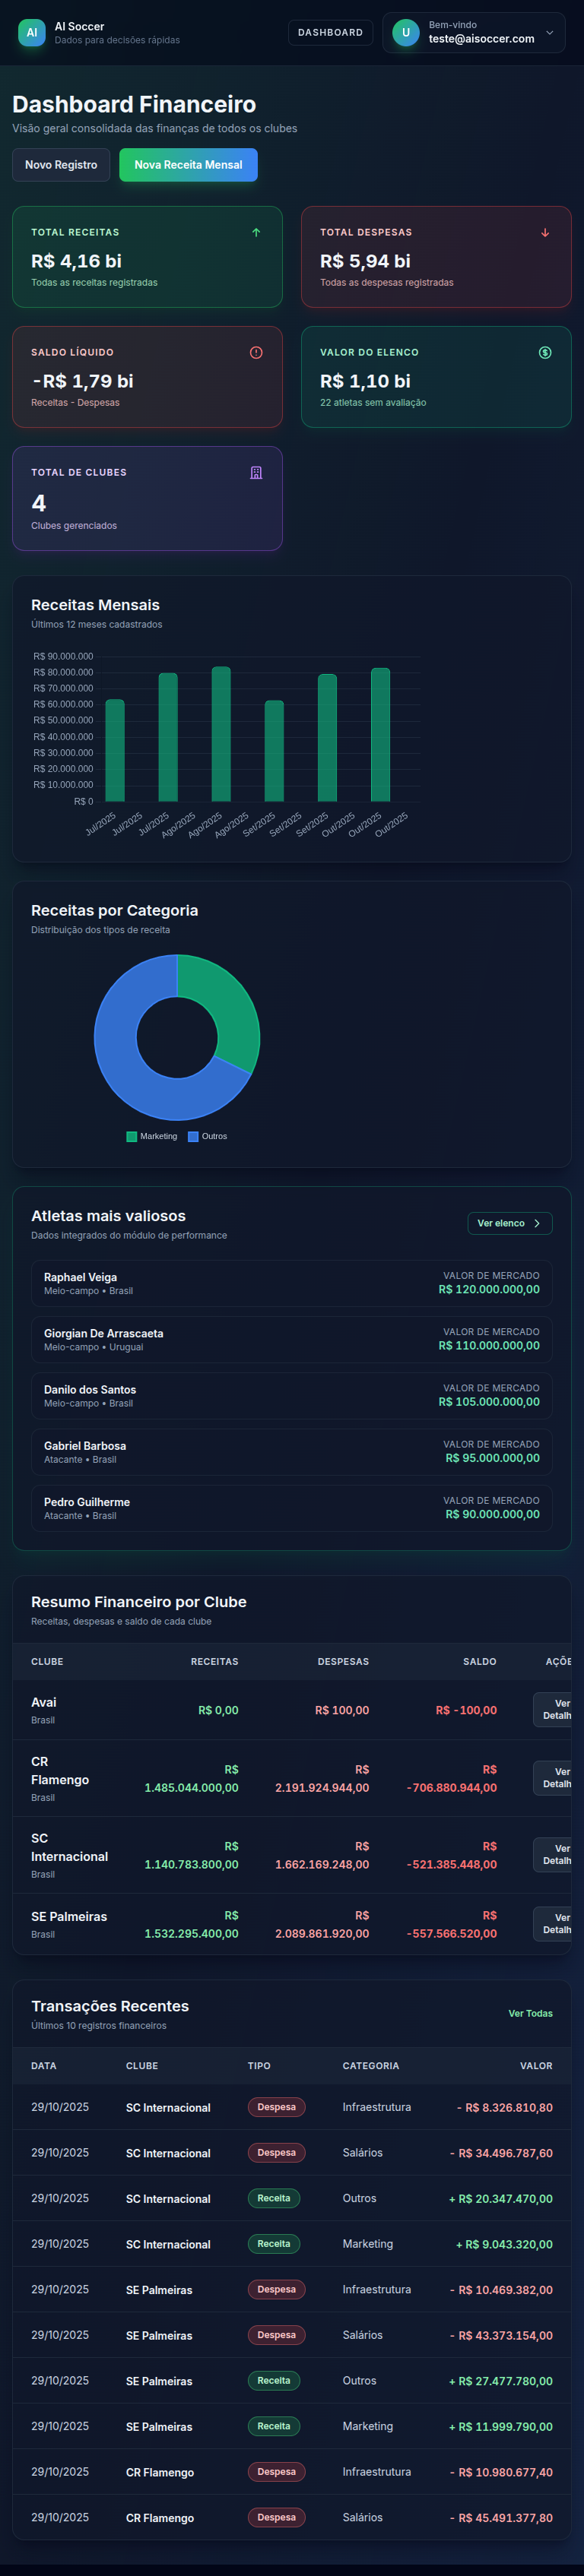 AI
AI Soccer
Dados para decisões rápidas
DASHBOARD
U
Bem-vindo
teste@aisoccer.com
Dashboard Financeiro
Visão geral consolidada das finanças de todos os clubes
Novo Registro
Nova Receita Mensal
TOTAL RECEITAS
R$ 4,16 bi
Todas as receitas registradas
TOTAL DESPESAS
R$ 5,94 bi
Todas as despesas registradas
SALDO LÍQUIDO
-R$ 1,79 bi
Receitas - Despesas
VALOR DO ELENCO
R$ 1,10 bi
22 atletas sem avaliação
TOTAL DE CLUBES
4
Clubes gerenciados
Receitas Mensais
Últimos 12 meses cadastrados
R$ 90.000.000
R$ 80.000.000
R$ 70.000.000
R$ 60.000.000
R$ 50.000.000
R$ 40.000.000
R$ 30.000.000
R$ 20.000.000
R$ 10.000.000
R$ 0
Jul/2025
Jul/2025
Jul/2025
Ago/2025
Ago/2025
Ago/2025
Set/2025
Set/2025
Set/2025
Out/2025
Out/2025
Out/2025
Receitas por Categoria
Distribuição dos tipos de receita
Marketing
Outros
Atletas mais valiosos
Dados integrados do módulo de performance
Ver elenco
Raphael Veiga
Meio-campo • Brasil
VALOR DE MERCADO
R$ 120.000.000,00
Giorgian De Arrascaeta
Meio-campo • Uruguai
VALOR DE MERCADO
R$ 110.000.000,00
Danilo dos Santos
Meio-campo • Brasil
VALOR DE MERCADO
R$ 105.000.000,00
Gabriel Barbosa
Atacante • Brasil
VALOR DE MERCADO
R$ 95.000.000,00
Pedro Guilherme
Atacante • Brasil
VALOR DE MERCADO
R$ 90.000.000,00
Resumo Financeiro por Clube
Receitas, despesas e saldo de cada clube
CLUBE RECEITAS DESPESAS SALDO AÇÕE
Avai
Brasil
R$ 0,00
R$ 100,00
R$ -100,00
Ver
Detalh
CR
Flamengo
Brasil
R$
1.485.044.000,00
R$
2.191.924.944,00
R$
-706.880.944,00
Ver
Detalh
SC
Internacional
Brasil
R$
1.140.783.800,00
R$
1.662.169.248,00
R$
-521.385.448,00
Ver
Detalh
SE Palmeiras
Brasil
R$
1.532.295.400,00
R$
2.089.861.920,00
R$
-557.566.520,00
Ver
Detalh
Transações Recentes
Últimos 10 registros financeiros
Ver Todas
DATA CLUBE TIPO CATEGORIA VALOR
29/10/2025 SC Internacional Despesa Infraestrutura - R$ 8.326.810,80
29/10/2025 SC Internacional Despesa Salários - R$ 34.496.787,60
29/10/2025 SC Internacional Receita Outros + R$ 20.347.470,00
29/10/2025 SC Internacional Receita Marketing + R$ 9.043.320,00
29/10/2025 SE Palmeiras Despesa Infraestrutura - R$ 10.469.382,00
29/10/2025 SE Palmeiras Despesa Salários - R$ 43.373.154,00
29/10/2025 SE Palmeiras Receita Outros + R$ 27.477.780,00
29/10/2025 SE Palmeiras Receita Marketing + R$ 11.999.790,00
29/10/2025 CR Flamengo Despesa Infraestrutura - R$ 10.980.677,40
29/10/2025 CR Flamengo Despesa Salários - R$ 45.491.377,80